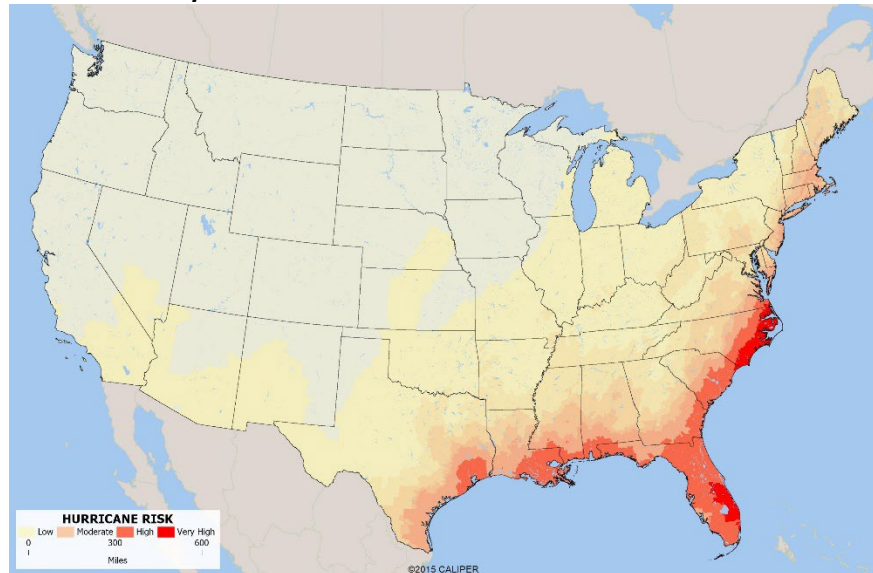 HURRICANE RISK
Low Moderate High Very High
0 300 600
Miles
©2015 CALIPER